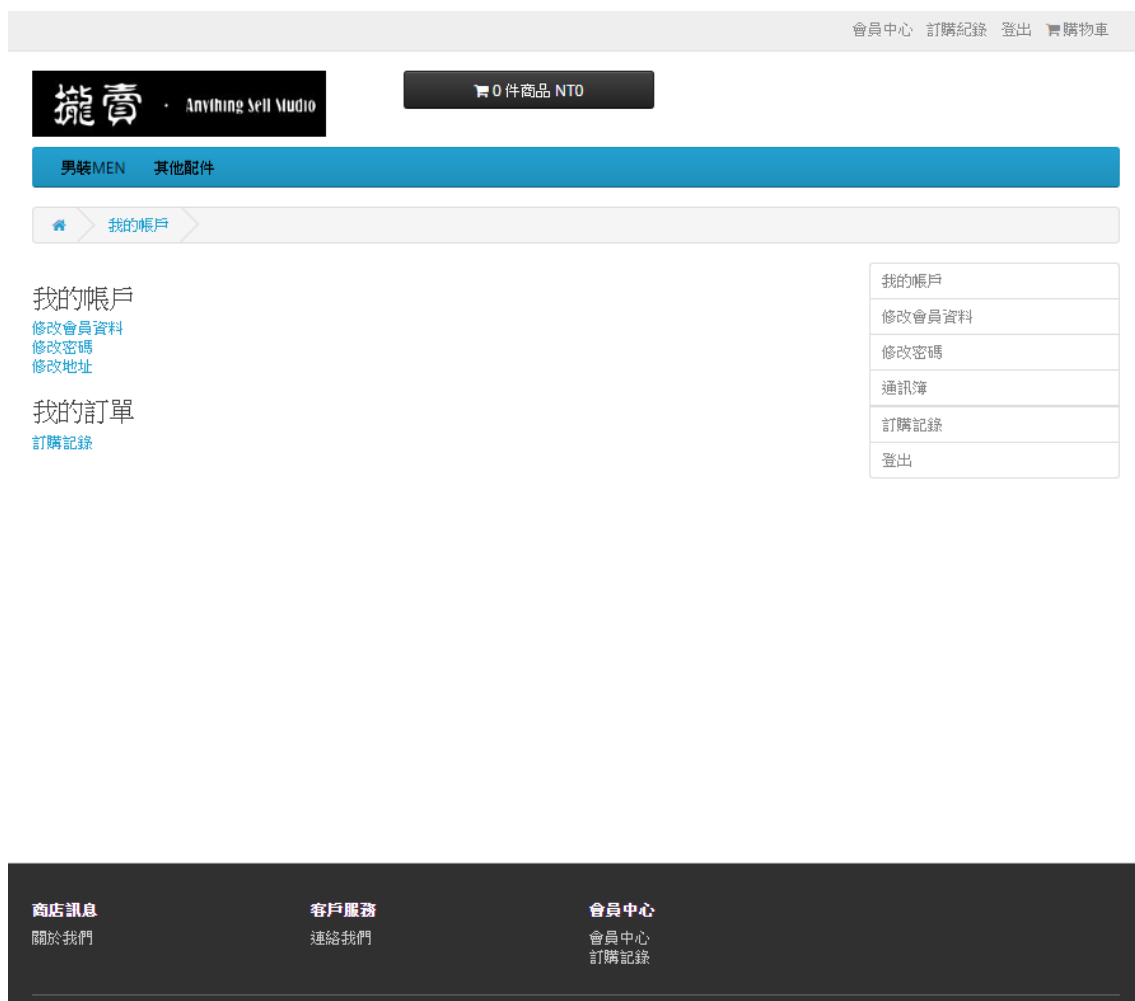 會員中心 訂購紀錄 登出 購物車
攏賣 · Anything Sell Studio
0 件商品 NT0
男裝MEN 其他配件
我的帳戶
我的帳戶
修改會員資料
修改密碼
修改地址
我的訂單
訂購記錄
我的帳戶
修改會員資料
修改密碼
通訊簿
訂購記錄
登出
商店訊息
關於我們
客戶服務
連絡我們
會員中心
會員中心
訂購記錄